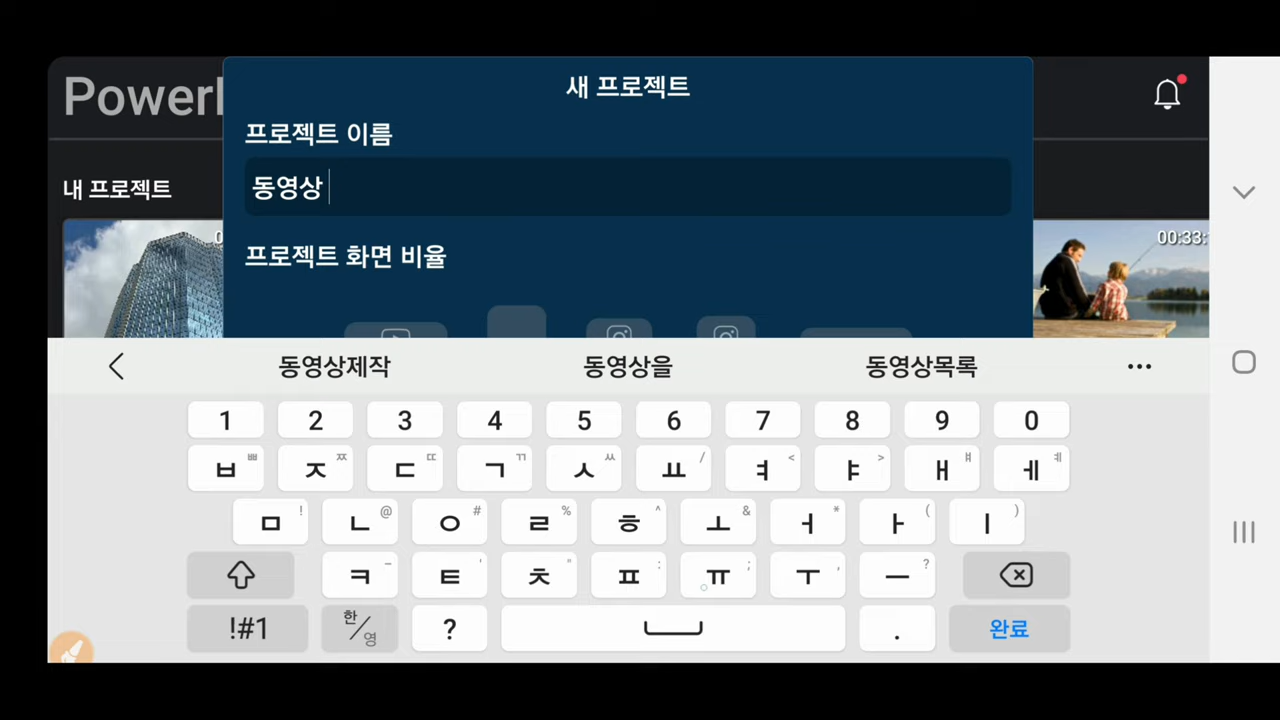 새 프로젝트
프로젝트 이름
동영상
내 프로젝트
00:33:
프로젝트 화면 비율
동영상제작 동영상을 동영상목록
1 2 3 4 5 6 7 8 9 0
ㅂ ㅃ ㅈ ㅉ ㄷ ㄸ ㄱ ㄲ ㅅ ㅆ ㅛ / ㅕ < ㅑ > ㅐ ㅒ ㅔ ㅖ
ㅁ ! ㄴ @ ㅇ # ㄹ % ㅎ ^ ㅗ & ㅓ * ㅏ ( ㅣ )
ㅋ - ㅌ ' ㅊ " ㅍ : ㅠ ; ㅜ , ㅡ ?
!#1 한/영 ? . 완료